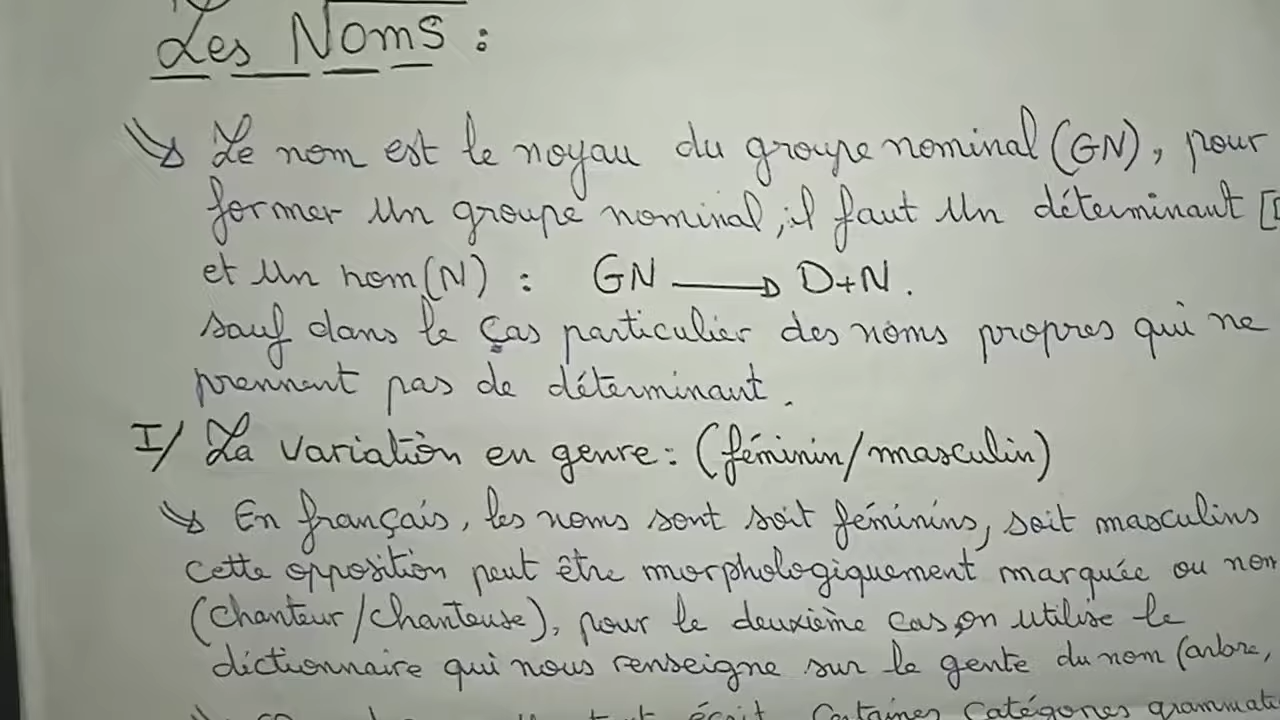 Les Noms :
Le nom est le noyau du groupe nominal (GN), pour
former un groupe nominal, il faut un déterminant [
et un nom(N) : GN → D+N.
sauf dans le ças particulier des noms propres qui ne
prennent pas de déterminant.
I/ La variation en genre : (féminin/masculin)
En français, les noms sont soit féminins, soit masculins
cette opposition peut être morphologiquement marquée ou non
(chanteur/chanteuse), pour le deuxième cas, on utilise le
dictionnaire qui nous renseigne sur le gente du nom (arbre,
écrit. Certaines catégories grammati